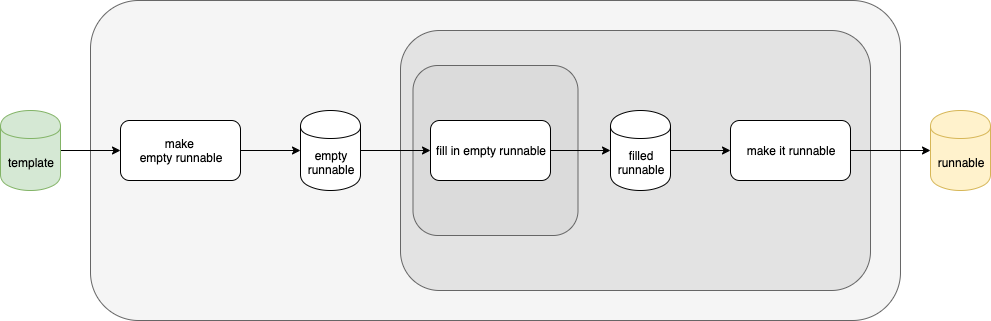 template
make
empty runnable
empty
runnable
fill in empty runnable
filled
runnable
make it runnable
runnable